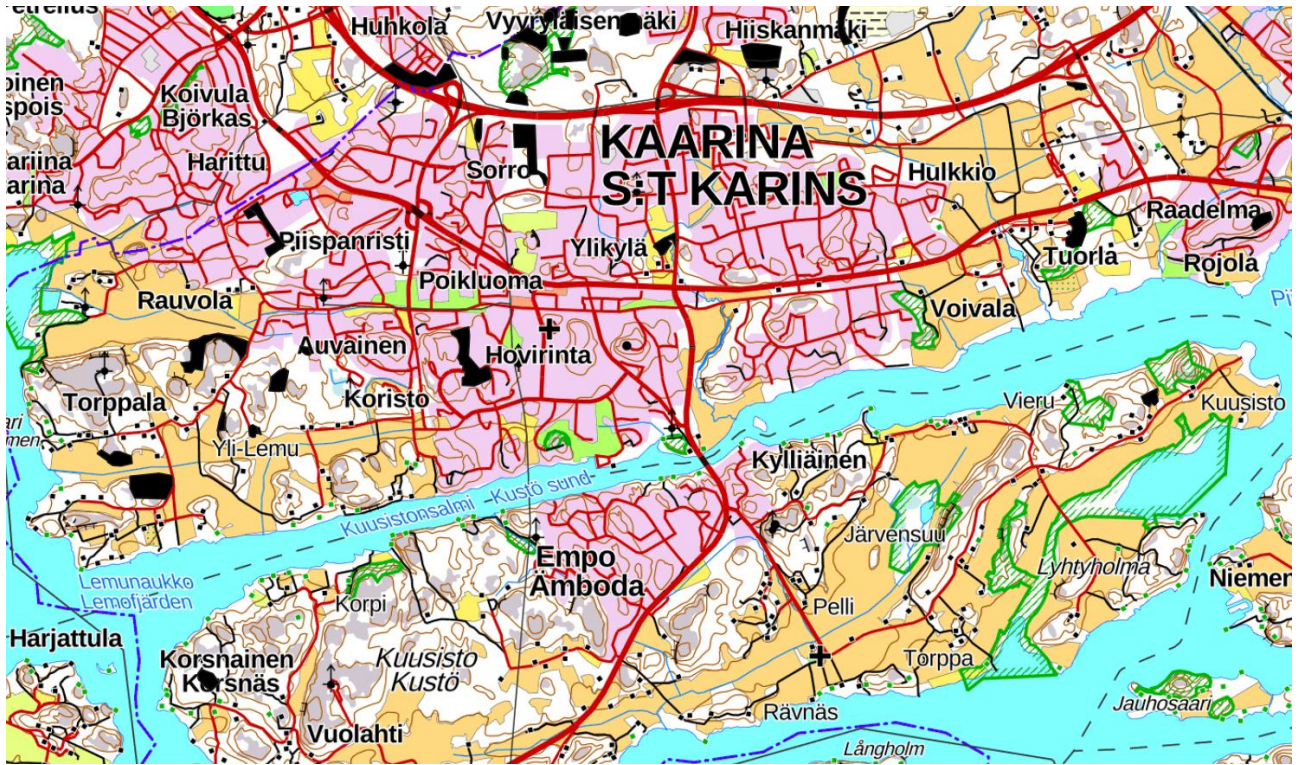 Huhkola
Vyyryläisenmäki
Hiiskanmäki
Koivula
Björkas
KAARINA
S:T KARINS
Harittu
Sorro
Hulkkio
Raadelma
Piispanristi
Ylikylä
Tuorla
Rojola
Rauvola
Poikluoma
Voivala
Auvainen
Hovirinta
Torppala
Koristo
Vieru
Kuusisto
Yli-Lemu
Kylliäinen
Kuusistonsalmi
Kustö sund
Järvensuu
Empo
Ämboda
Lyhtyholma
Lemunaukko
Lemofjärden
Niemen
Korpi
Pelli
Harjattula
Korsnainen
Korsnäs
Kuusisto
Kustö
Torppa
Jauhosaari
Rävnäs
Vuolahti
Långholm